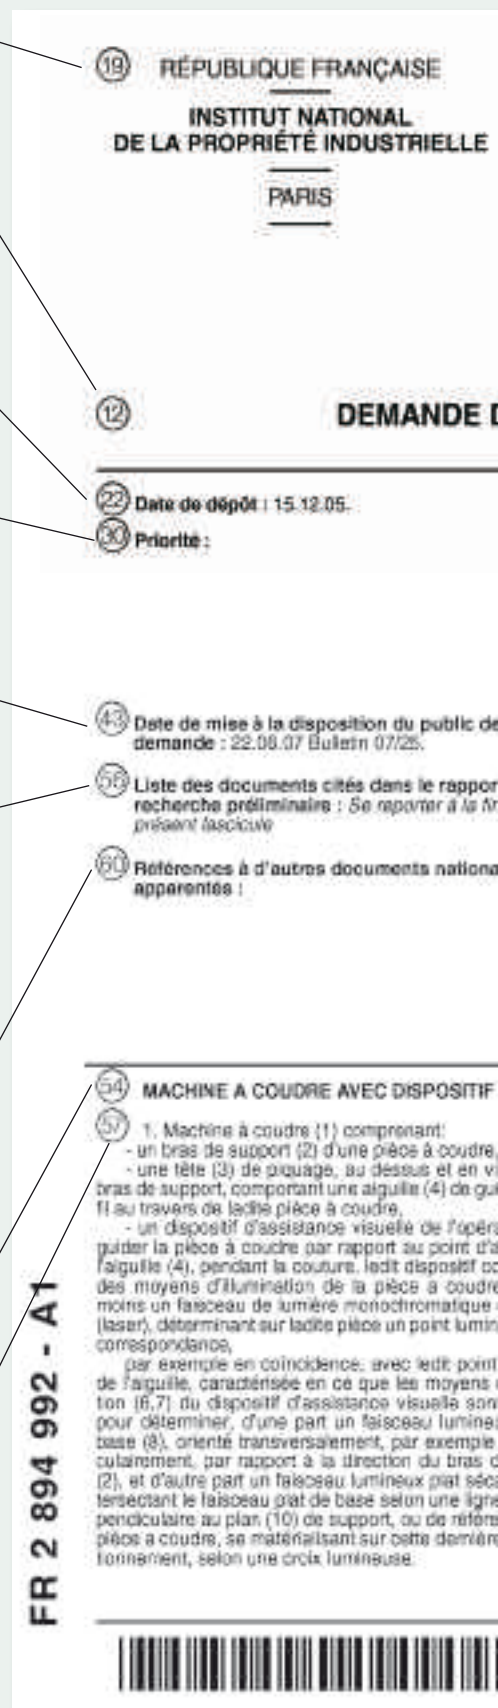 19 RÉPUBLIQUE FRANÇAISE
INSTITUT NATIONAL
DE LA PROPRIÉTÉ INDUSTRIELLE
PARIS
12 DEMANDE D
22 Date de dépôt : 15.12.05.
30 Priorité :
43 Date de mise à la disposition du public de
demande : 22.06.07 Bulletin 07/25.
56 Liste des documents cités dans le rappor
recherche préliminaire : Se reporter à la fin
présent fascicule
60 Références à d'autres documents nationa
apparentés :
54 MACHINE A COUDRE AVEC DISPOSITIF
57 1. Machine à coudre (1) comprenant:
- un bras de support (2) d'une pièce à coudre,
- une tête (3) de piquage, au dessus et en vi
bras de support, comportant une aiguille (4) de gui
fil au travers de ladite pièce à coudre,
- un dispositif d'assistance visuelle de l'opéra
guider la pièce à coudre par rapport au point d'a
l'aiguille (4), pendant la couture, ledit dispositif co
des moyens d'illumination de la pièce a coudre
moins un faisceau de lumière monochromatique
(laser), déterminant sur ladite pièce un point lumin
correspondance,
par exemple en coïncidence, avec ledit point
de l'aiguille, caractérisée en ce que les moyens
tion (6,7) du dispositif d'assistance visuelle son
pour déterminer, d'une part un faisceau lumineu
base (8), orienté transversalement, par exemple
culairement, par rapport à la direction du bras d
(2), et d'autre part un faisceau lumineux plat séca
tersectant le faisceau plat de base selon une ligne
pendiculaire au plan (10) de support, ou de référe
pièce a coudre, se matérialisant sur cette dernière
tionnement, selon une croix lumineuse.
FR 2 894 992 - A1